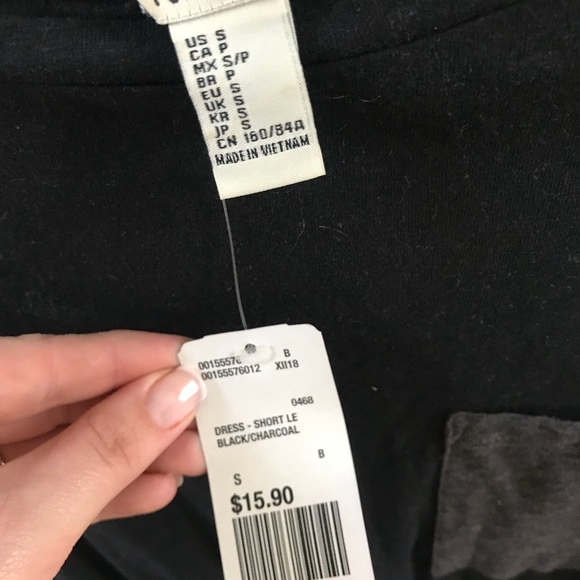 US S
CA P
MX S/P
BR P
EU S
UK S
KR S
JP S
CN 160/84A
MADE IN VIETNAM
B
00155576012 XII18
0468
DRESS - SHORT LE
BLACK/CHARCOAL
B
S
$15.90